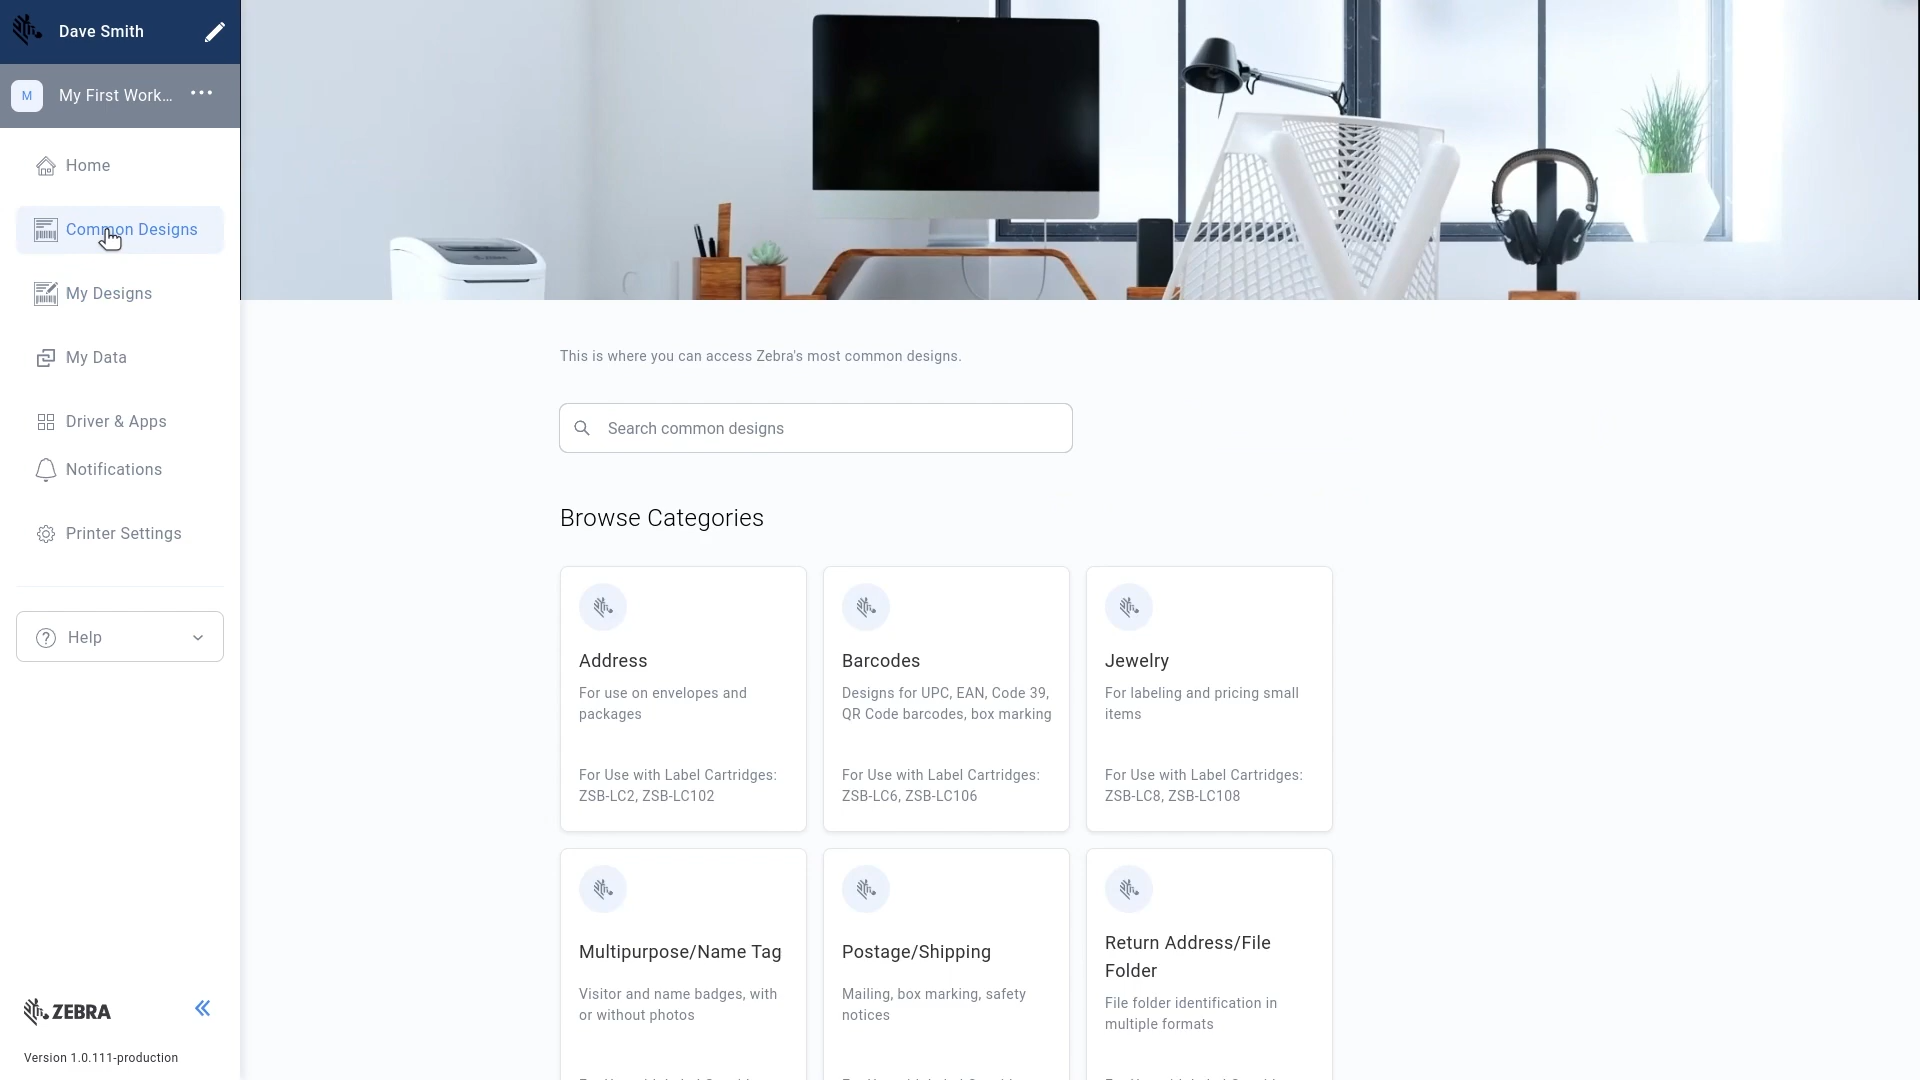 Dave Smith
M
My First Work...
Home
Common Designs
My Designs
My Data
Driver & Apps
Notifications
Printer Settings
Help
ZEBRA
Version 1.0.111-production
This is where you can access Zebra's most common designs.
Search common designs
Browse Categories
Address
For use on envelopes and
packages
For Use with Label Cartridges:
ZSB-LC2, ZSB-LC102
Barcodes
Designs for UPC, EAN, Code 39,
QR Code barcodes, box marking
For Use with Label Cartridges:
ZSB-LC6, ZSB-LC106
Jewelry
For labeling and pricing small
items
For Use with Label Cartridges:
ZSB-LC8, ZSB-LC108
Multipurpose/Name Tag
Visitor and name badges, with
or without photos
Postage/Shipping
Mailing, box marking, safety
notices
Return Address/File
Folder
File folder identification in
multiple formats